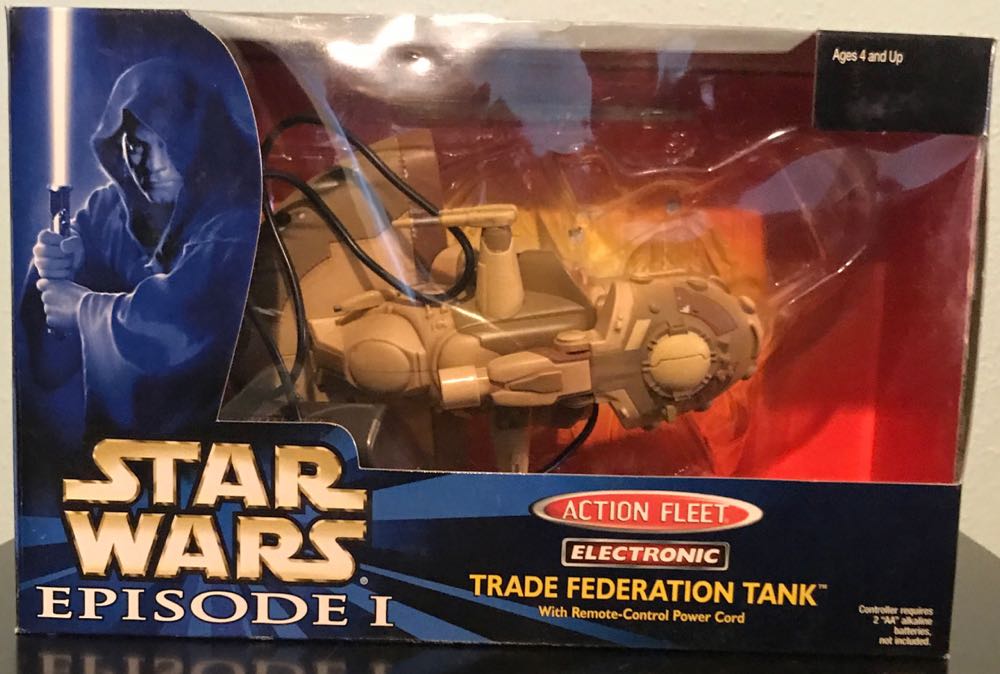 Ages 4 and Up
STAR
WARS®
EPISODE I
ACTION FLEET
ELECTRONIC
TRADE FEDERATION TANK™
With Remote-Control Power Cord
Controller requires
2 "AA" alkaline
batteries,
not included.